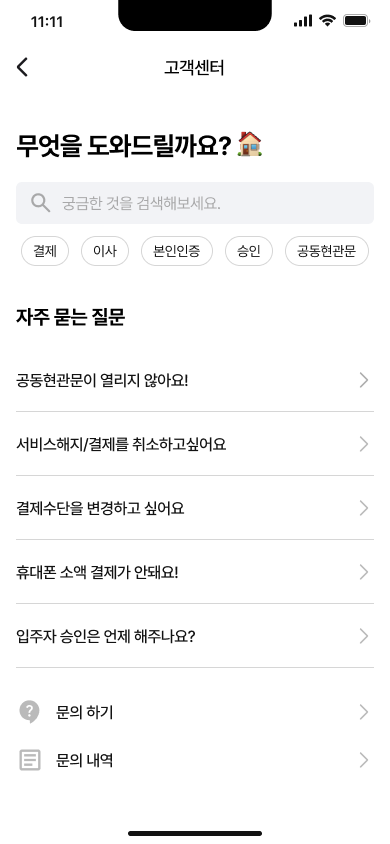 11:11
고객센터
무엇을 도와드릴까요? 🏠
궁금한 것을 검색해보세요.
결제 이사 본인인증 승인 공동현관문
자주 묻는 질문
공동현관문이 열리지 않아요!
서비스해지/결제를 취소하고싶어요
결제수단을 변경하고 싶어요
휴대폰 소액 결제가 안돼요!
입주자 승인은 언제 해주나요?
문의 하기
문의 내역